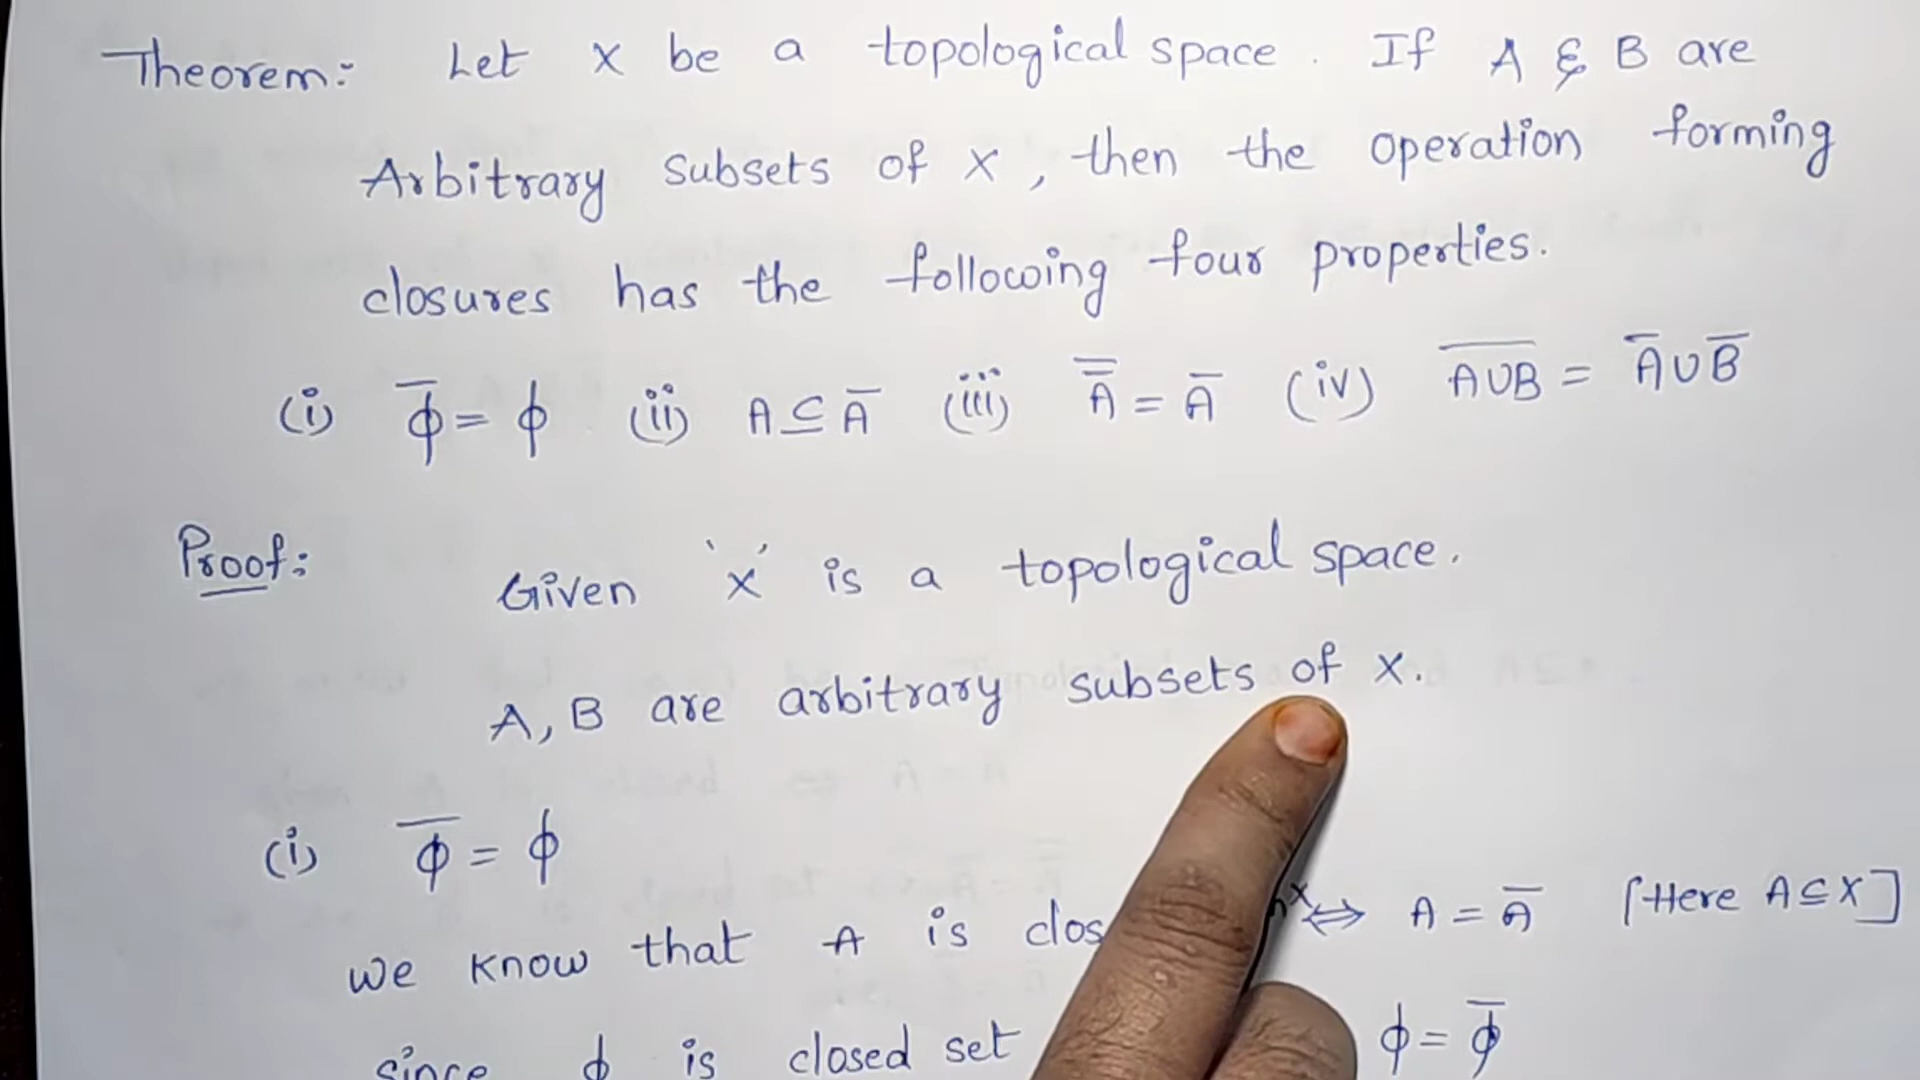 Theorem:- Let X be a topological space. If A & B are
Arbitrary subsets of X, then the operation forming
closures has the following four properties.
(i) ϕ̅ = ϕ (ii) A ⊆ A̅ (iii) A̿ = A̅ (iv) \overline{A∪B} = A̅ ∪ B̅
Proof:
Given 'X' is a topological space.
A, B are arbitrary subsets of X.
(i) ϕ̅ = ϕ
We know that A is ⇔ A = A̅ [Here A ⊆ X]
since ϕ is closed set ϕ = ϕ̅